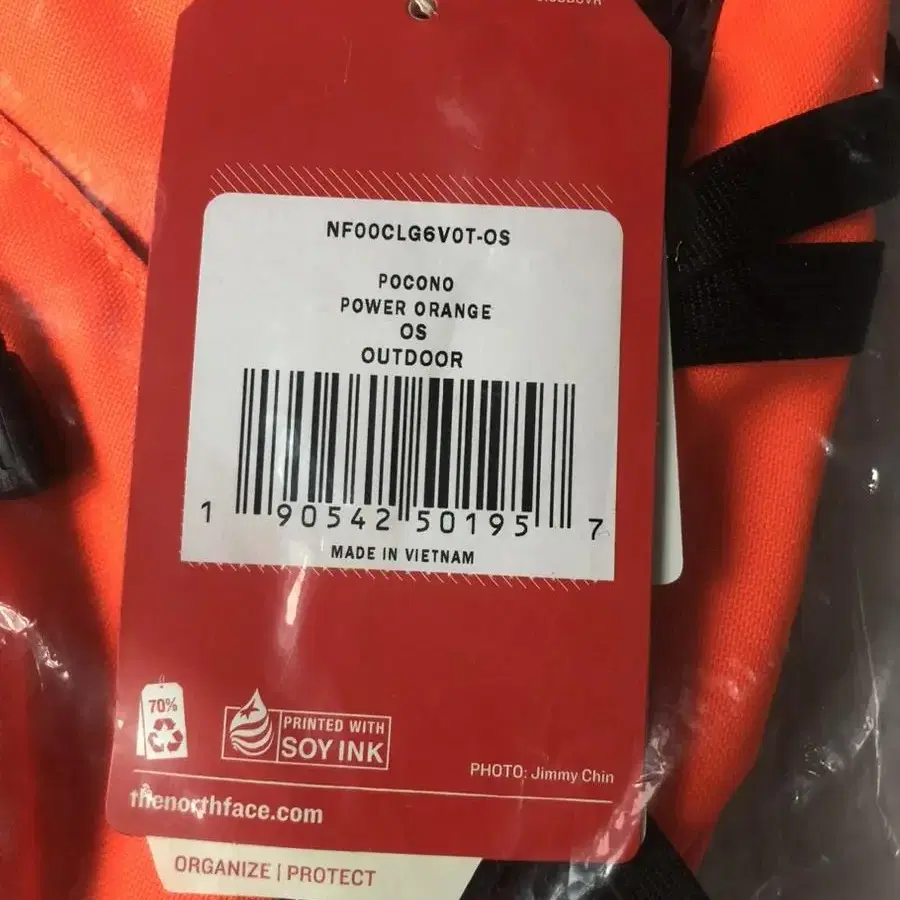 NF00CLG6V0T-OS
POCONO
POWER ORANGE
OS
OUTDOOR
1 90542 50195 7
MADE IN VIETNAM
70%
PRINTED WITH
SOY INK
PHOTO: Jimmy Chin
thenorthface.com
ORGANIZE | PROTECT